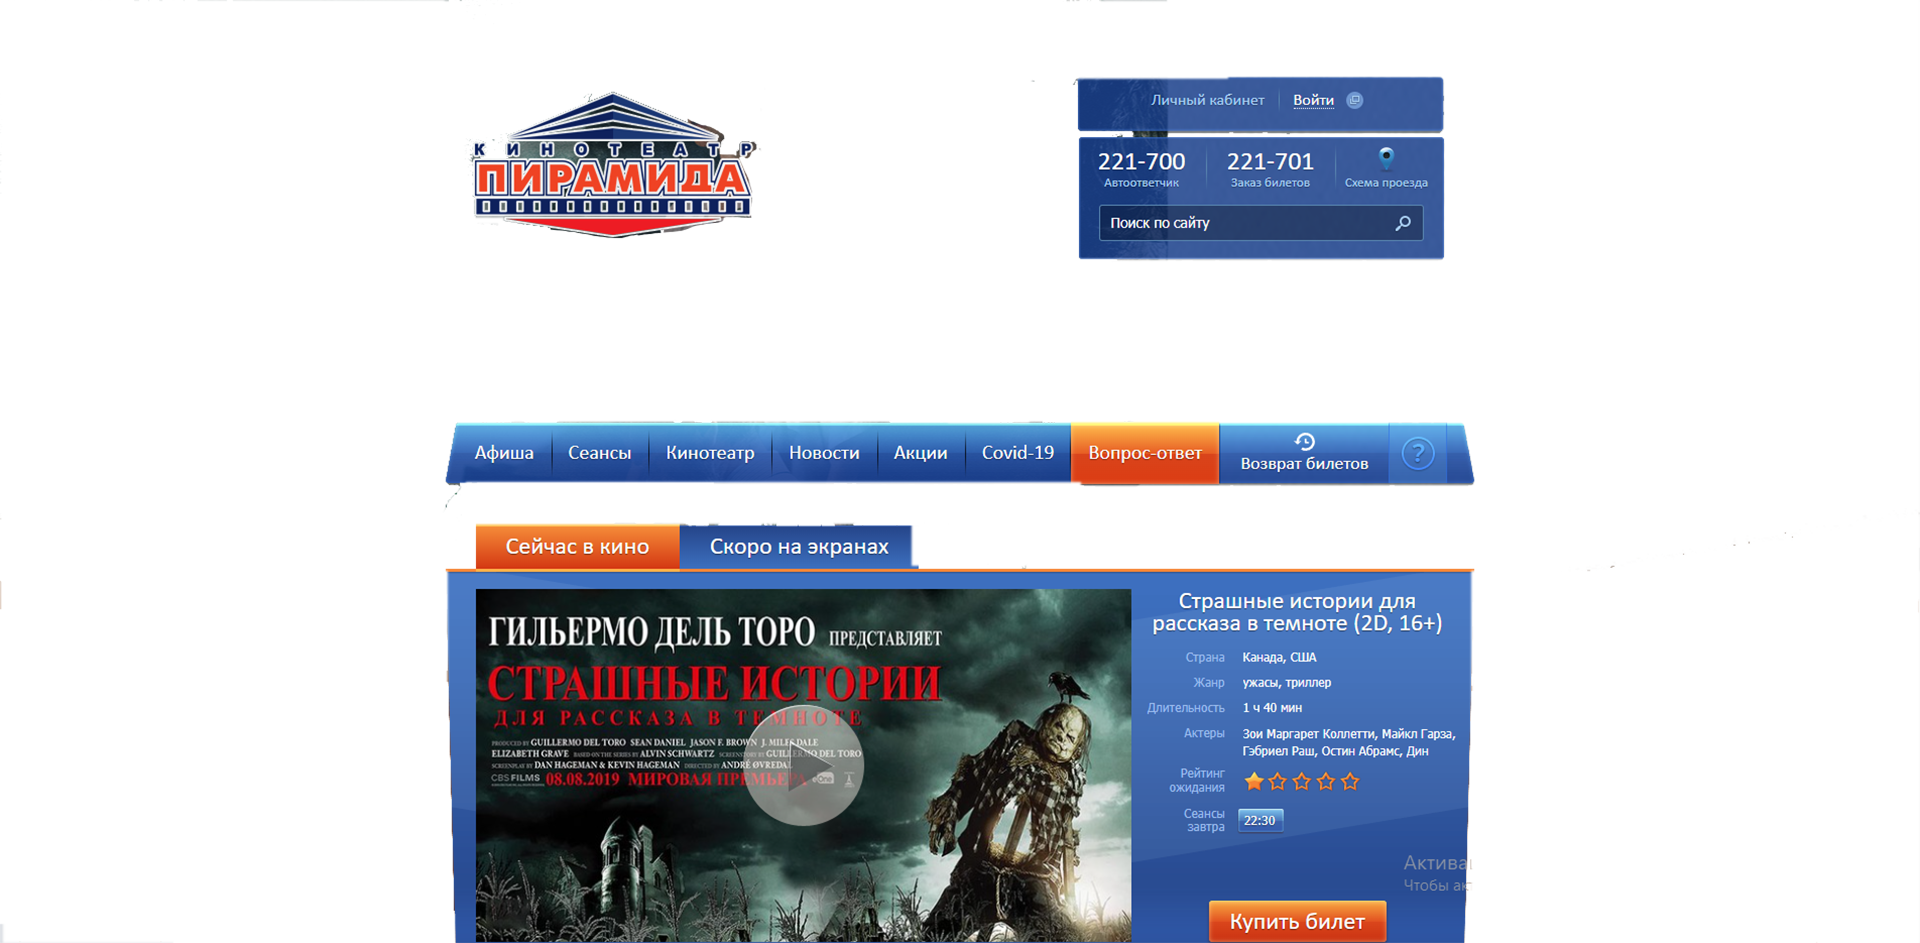 Личный кабинет Войти
КИНОТЕАТР
ПИРАМИДА
221-700 221-701
Автоответчик Заказ билетов Схема проезда
Поиск по сайту
Афиша Сеансы Кинотеатр Новости Акции Covid-19 Вопрос-ответ Возврат билетов ?
Сейчас в кино Скоро на экранах
ГИЛЬЕРМО ДЕЛЬ ТОРО ПРЕДСТАВЛЯЕТ
СТРАШНЫЕ ИСТОРИИ
ДЛЯ РАССКАЗА В ТЕМНОТЕ
PRODUCED BY GUILLERMO DEL TORO SEAN DANIEL JASON F. BROWN J. MILES DALE
ELIZABETH GRAVE BASED ON THE SERIES BY ALVIN SCHWARTZ SCREEN STORY BY GUILLERMO DEL TORO
SCREENPLAY BY DAN HAGEMAN & KEVIN HAGEMAN DIRECTED BY ANDRÉ ØVREDAL
CBS FILMS 08.08.2019 МИРОВАЯ ПРЕМЬЕРА eOne
Страшные истории для
рассказа в темноте (2D, 16+)
Страна Канада, США
Жанр ужасы, триллер
Длительность 1 ч 40 мин
Актеры Зои Маргарет Коллетти, Майкл Гарза,
Гэбриел Раш, Остин Абрамс, Дин
Рейтинг
ожидания
Сеансы
завтра 22:30
Актива
Чтобы ак
Купить билет